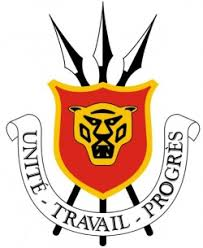 UNITÉ - TRAVAIL - PROGRÈS